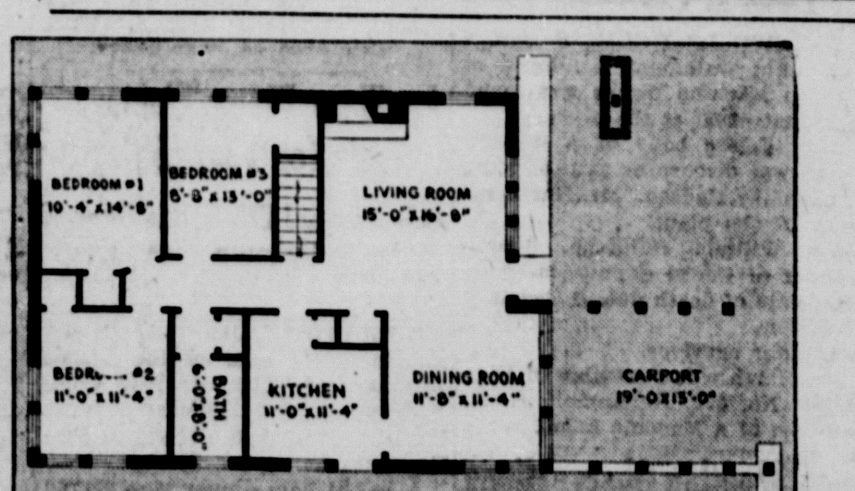 BEDROOM #1
10'-4" x 14'-8"
BEDROOM #3
8'-8" x 13'-0"
LIVING ROOM
15'-0" x 16'-8"
#2
11'-0" x 11'-4"
BATH
6'-0" x 8'-0"
KITCHEN
11'-0" x 11'-4"
DINING ROOM
11'-8" x 11'-4"
CARPORT
19'-0 x 15'-0"